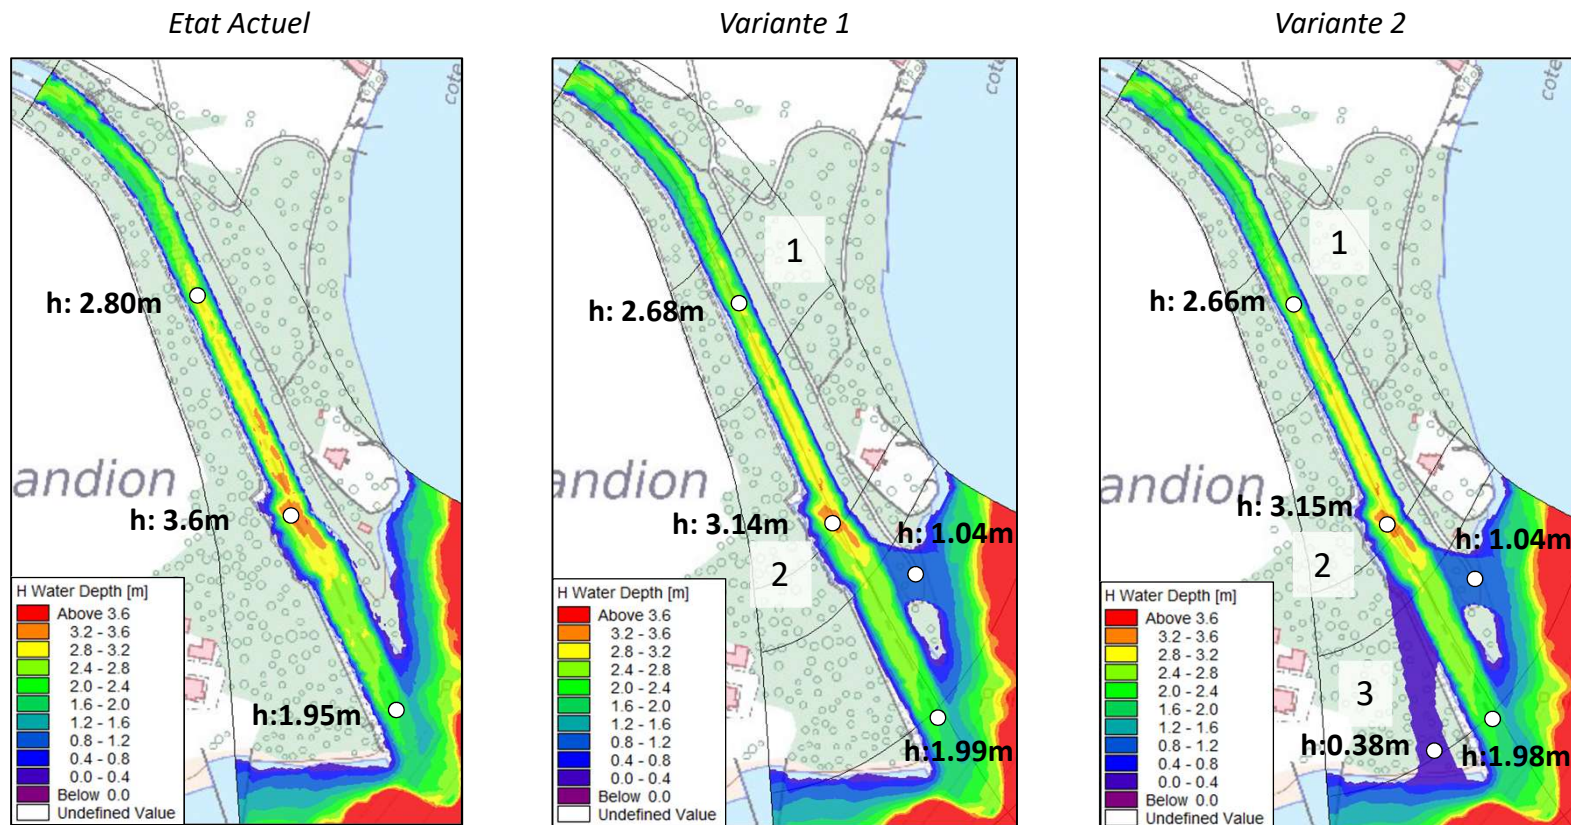 Etat Actuel
Variante 1
Variante 2
cote
h: 2.80m
andion
h: 3.6m
h:1.95m
H Water Depth [m]
Above 3.6
3.2 - 3.6
2.8 - 3.2
2.4 - 2.8
2.0 - 2.4
1.6 - 2.0
1.2 - 1.6
0.8 - 1.2
0.4 - 0.8
0.0 - 0.4
Below 0.0
Undefined Value
cote
1
h: 2.68m
andion
h: 3.14m
h: 1.04m
2
h:1.99m
H Water Depth [m]
Above 3.6
3.2 - 3.6
2.8 - 3.2
2.4 - 2.8
2.0 - 2.4
1.6 - 2.0
1.2 - 1.6
0.8 - 1.2
0.4 - 0.8
0.0 - 0.4
Below 0.0
Undefined Value
cote
1
h: 2.66m
andion
h: 3.15m
h: 1.04m
2
3
h:0.38m
h:1.98m
H Water Depth [m]
Above 3.6
3.2 - 3.6
2.8 - 3.2
2.4 - 2.8
2.0 - 2.4
1.6 - 2.0
1.2 - 1.6
0.8 - 1.2
0.4 - 0.8
0.0 - 0.4
Below 0.0
Undefined Value